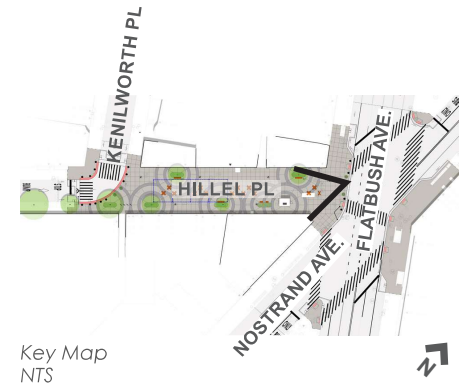 KENILWORTH PL
HILLEL PL
FLATBUSH AVE.
NOSTRAND AVE.
Key Map
NTS
N